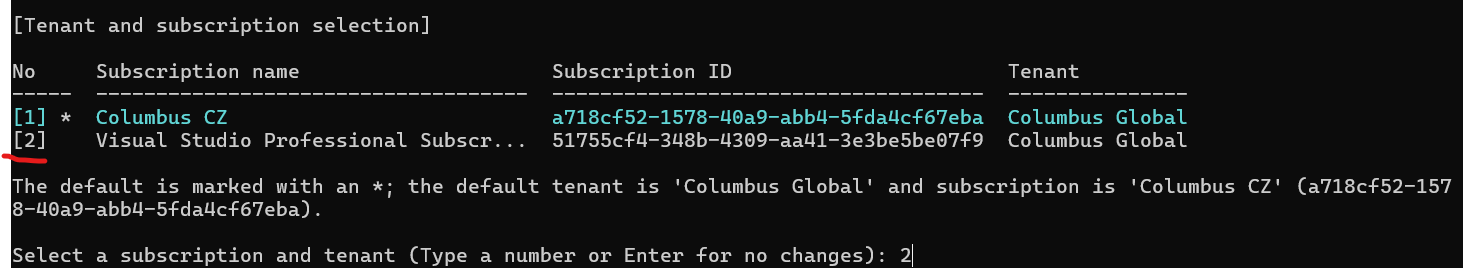 [Tenant and subscription selection]
No Subscription name Subscription ID Tenant
----- ------------------------------------ ------------------------------------ ---------------
[1] * Columbus CZ a718cf52-1578-40a9-abb4-5fda4cf67eba Columbus Global
[2] Visual Studio Professional Subscr... 51755cf4-348b-4309-aa41-3e3be5be07f9 Columbus Global
The default is marked with an *; the default tenant is 'Columbus Global' and subscription is 'Columbus CZ' (a718cf52-157
8-40a9-abb4-5fda4cf67eba).
Select a subscription and tenant (Type a number or Enter for no changes): 2